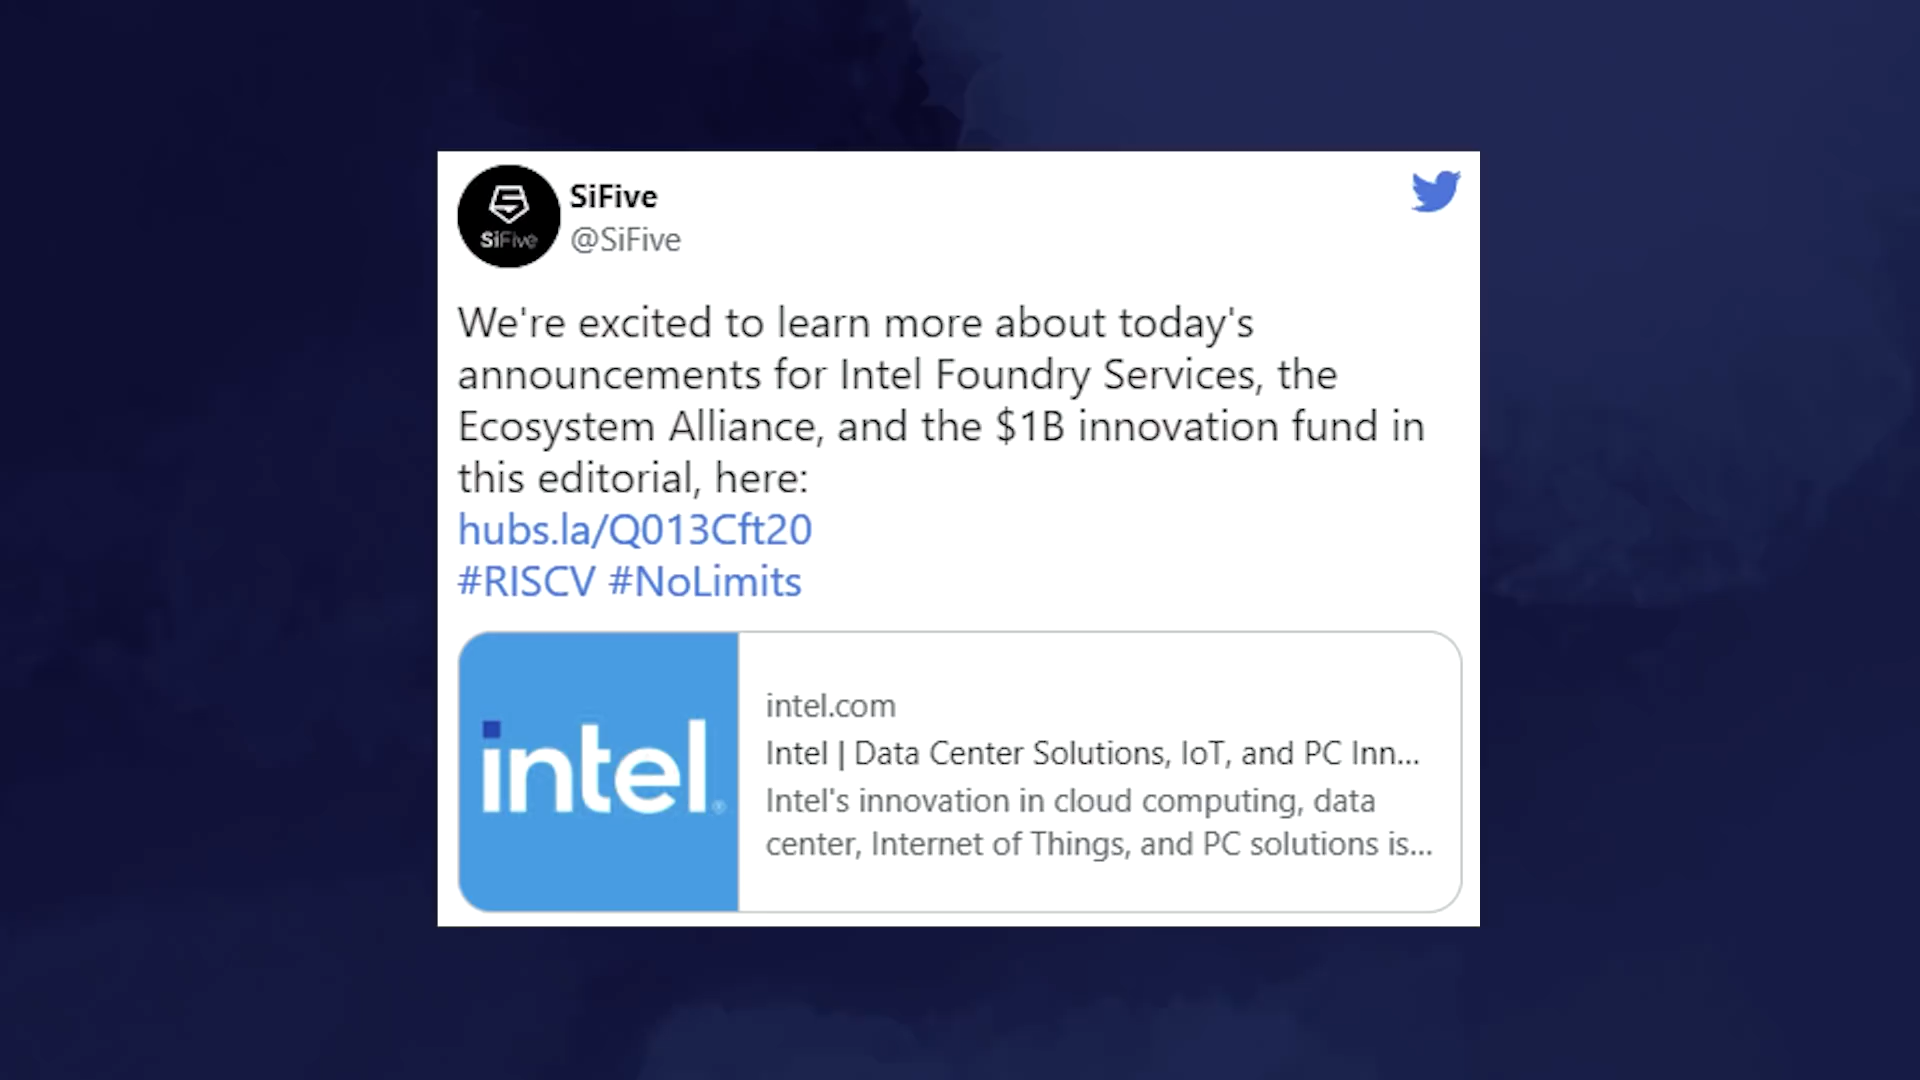 SiFive
SiFive
@SiFive
We're excited to learn more about today's
announcements for Intel Foundry Services, the
Ecosystem Alliance, and the $1B innovation fund in
this editorial, here:
hubs.la/Q013Cft20
#RISCV #NoLimits
intel®
intel.com
Intel | Data Center Solutions, IoT, and PC Inn...
Intel's innovation in cloud computing, data
center, Internet of Things, and PC solutions is...